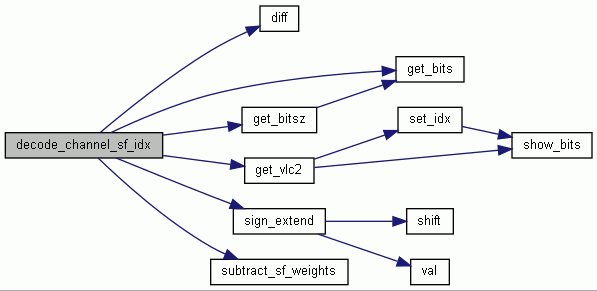 diff
get_bits
get_bitsz
set_idx
decode_channel_sf_idx
show_bits
get_vlc2
sign_extend
shift
subtract_sf_weights
val